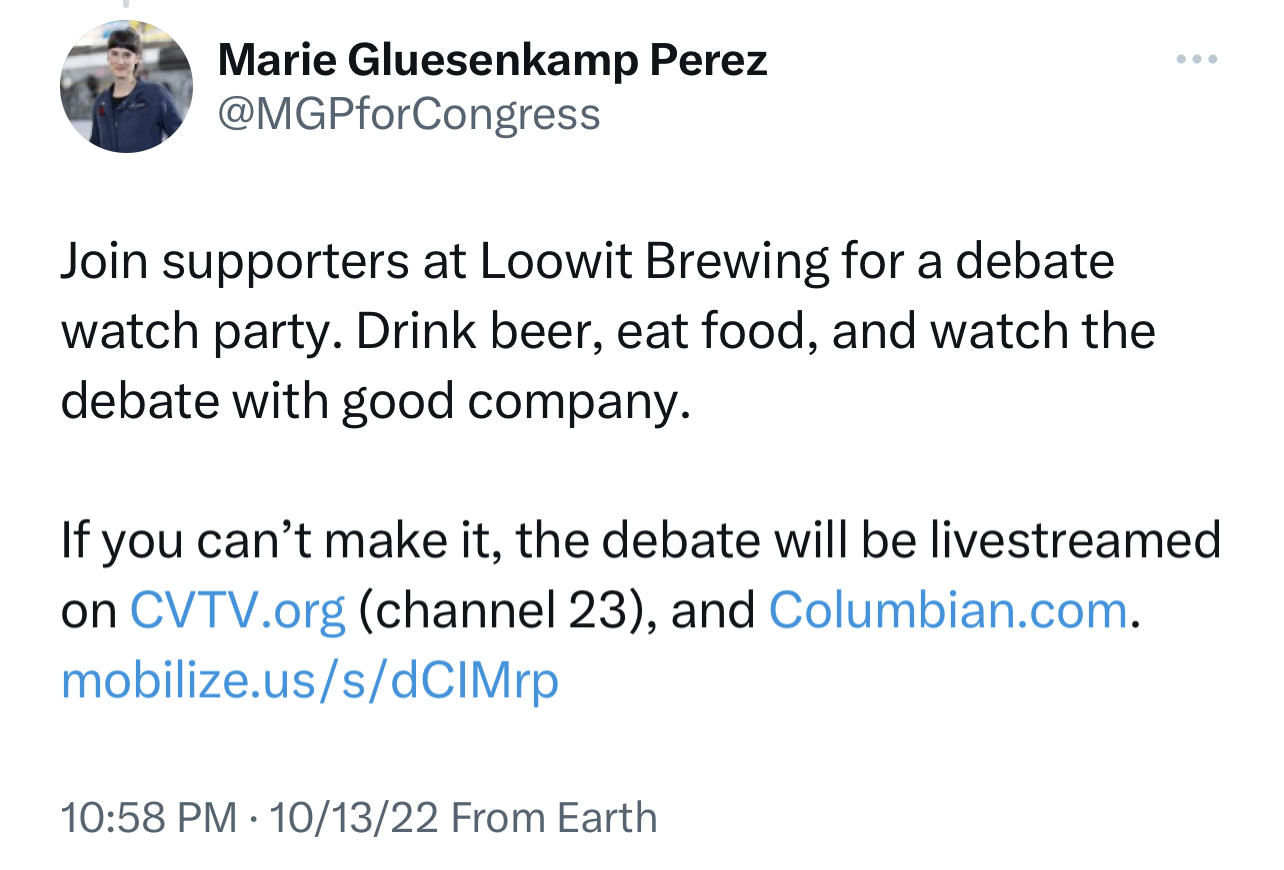 Marie Gluesenkamp Perez
@MGPforCongress
Join supporters at Loowit Brewing for a debate
watch party. Drink beer, eat food, and watch the
debate with good company.
If you can’t make it, the debate will be livestreamed
on CVTV.org (channel 23), and Columbian.com.
mobilize.us/s/dCIMrp
10:58 PM · 10/13/22 From Earth